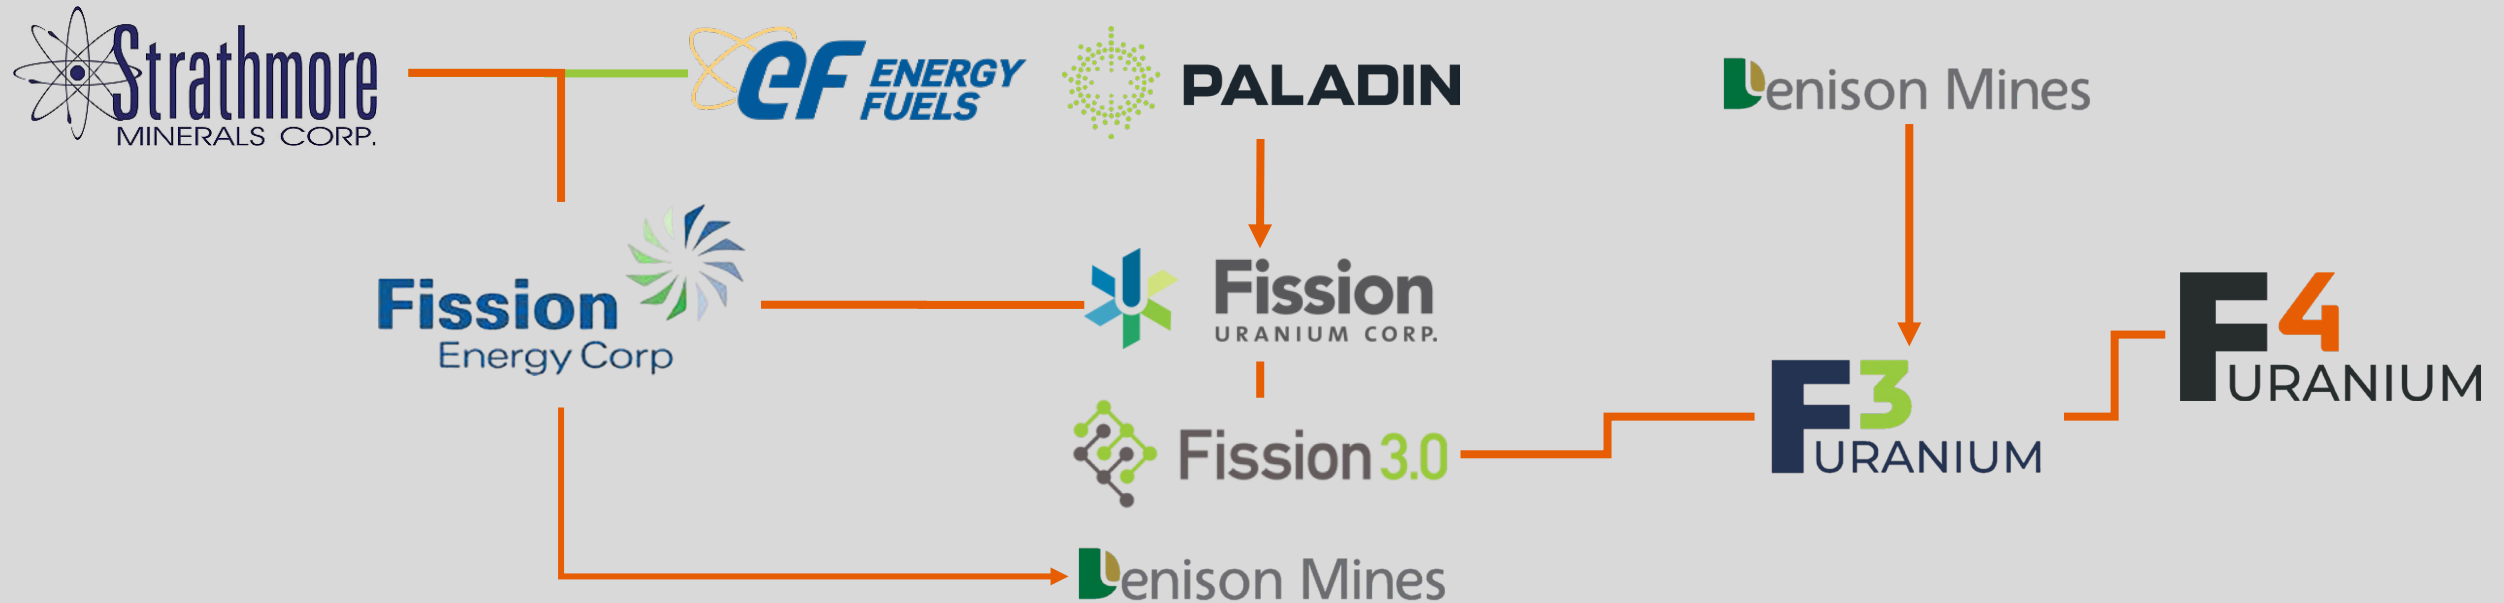 Strathmore
MINERALS CORP.
eF ENERGY
FUELS
PALADIN
Denison Mines
Fission
Energy Corp
Fission
URANIUM CORP.
Fission 3.0
F3
URANIUM
F4
URANIUM
Denison Mines